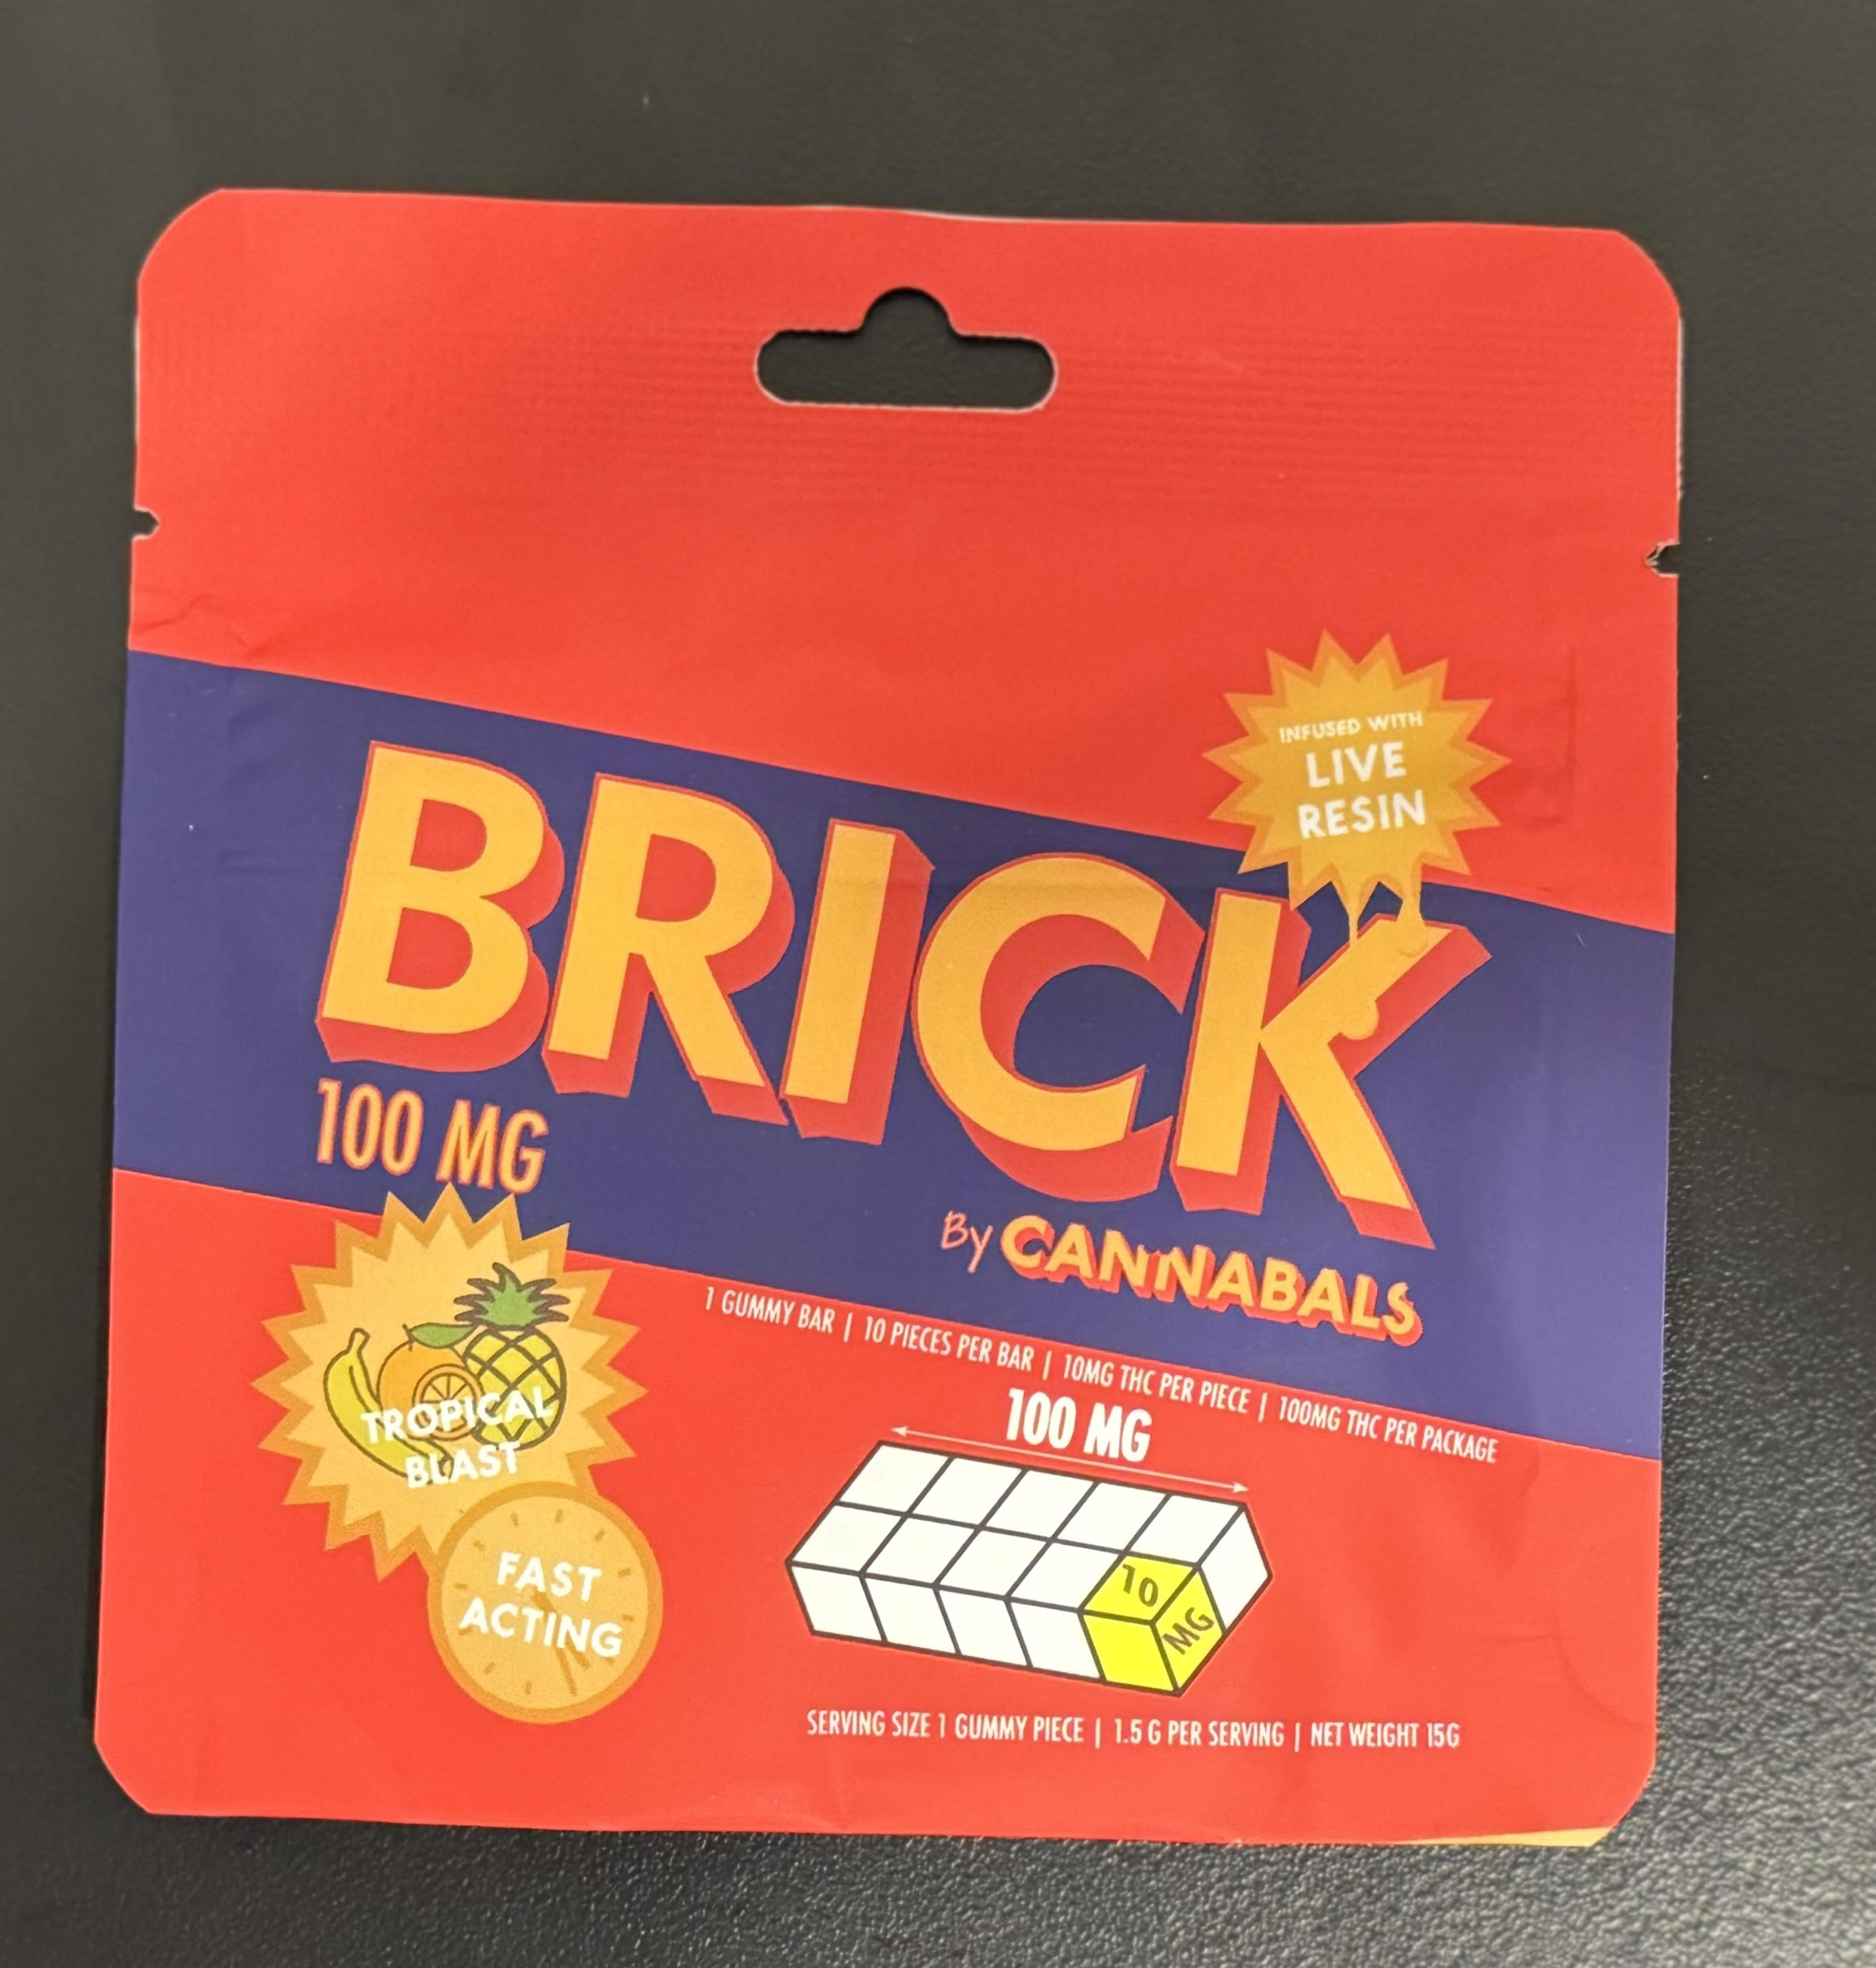 INFUSED WITH
LIVE
RESIN
BRICK
100 MG
By CANNABALS
1 GUMMY BAR | 10 PIECES PER BAR | 10MG THC PER PIECE | 100MG THC PER PACKAGE
TROPICAL
BLAST
FAST
ACTING
100 MG
10
MG
SERVING SIZE 1 GUMMY PIECE | 1.5 G PER SERVING | NET WEIGHT 15G